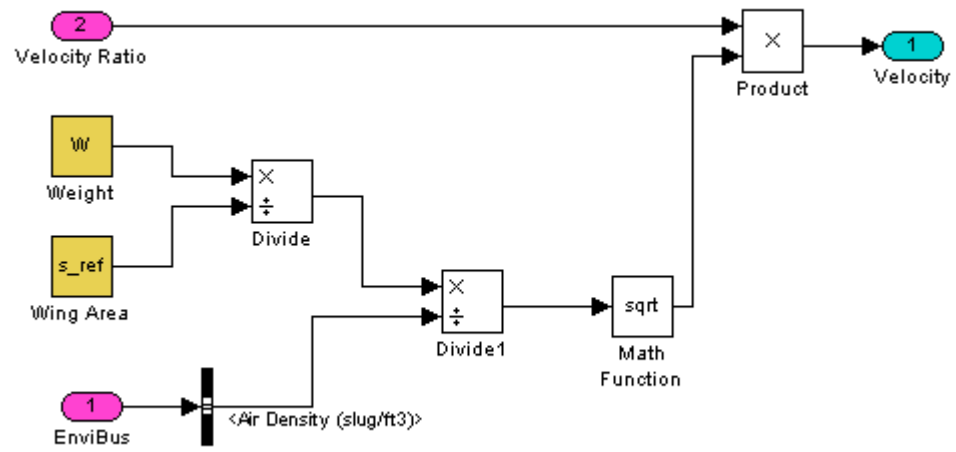 2
Velocity Ratio
×
Product
1
Velocity
W
Weight
×
÷
Divide
s_ref
Wing Area
×
÷
Divide1
sqrt
Math
Function
1
EnviBus
<Air Density (slug/ft3)>